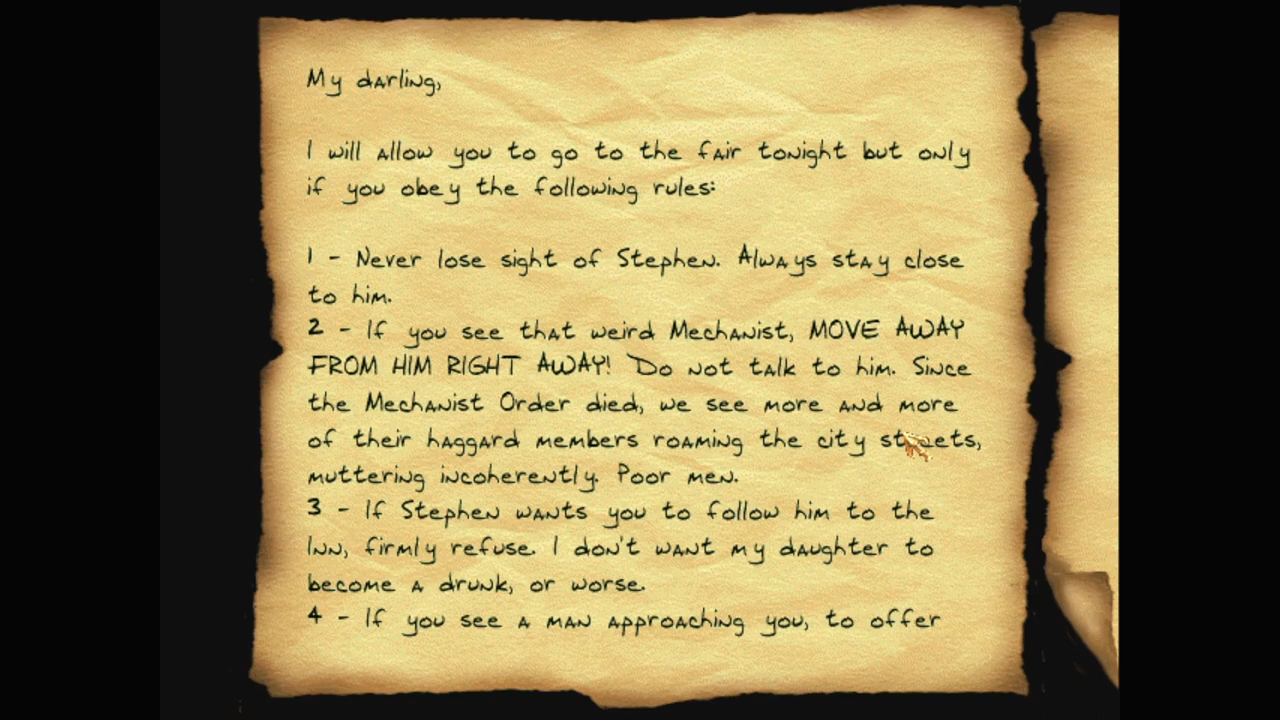 My darling,
I will allow you to go to the fair tonight but only
if you obey the following rules:
1 - Never lose sight of Stephen. Always stay close
to him.
2 - If you see that weird Mechanist, MOVE AWAY
FROM HIM RIGHT AWAY! Do not talk to him. Since
the Mechanist Order died, we see more and more
of their haggard members roaming the city streets,
muttering incoherently. Poor men.
3 - If Stephen wants you to follow him to the
Inn, firmly refuse. I don't want my daughter to
become a drunk, or worse.
4 - If you see a man approaching you, to offer